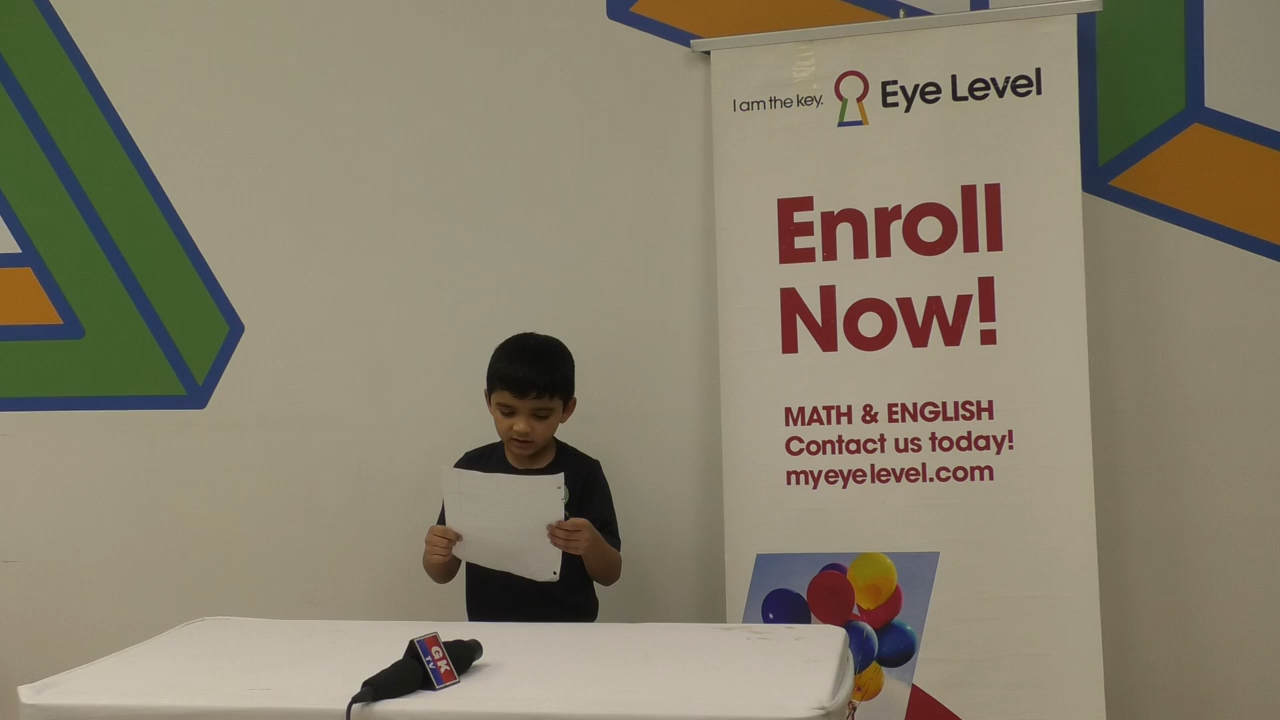 I am the key. Eye Level
Enroll
Now!
MATH & ENGLISH
Contact us today!
myeyelevel.com
GK
TV